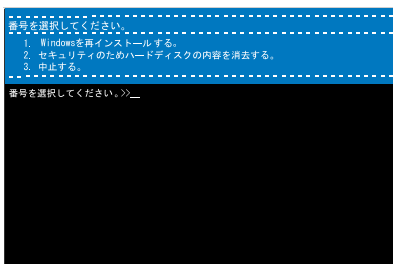 番号を選択してください。
1. Windowsを再インストールする。
2. セキュリティのためハードディスクの内容を消去する。
3. 中止する。
番号を選択してください。>>_